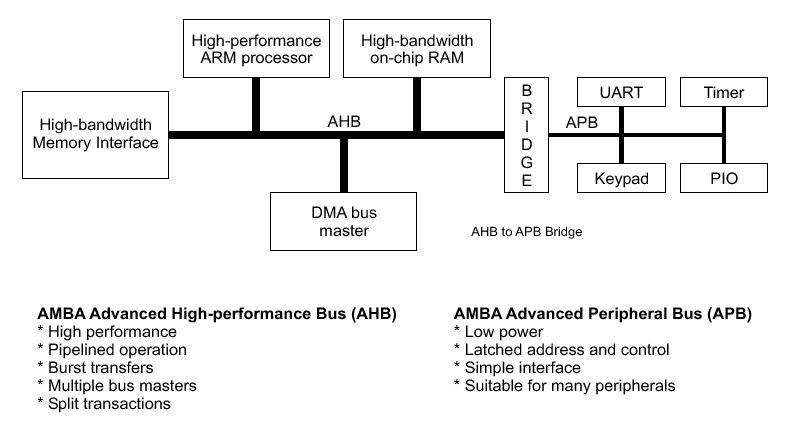 High-performance
ARM processor
High-bandwidth
on-chip RAM
High-bandwidth
Memory Interface
AHB
B
R
I
D
G
E
APB
UART
Timer
Keypad
PIO
DMA bus
master
AHB to APB Bridge
AMBA Advanced High-performance Bus (AHB)
* High performance
* Pipelined operation
* Burst transfers
* Multiple bus masters
* Split transactions
AMBA Advanced Peripheral Bus (APB)
* Low power
* Latched address and control
* Simple interface
* Suitable for many peripherals